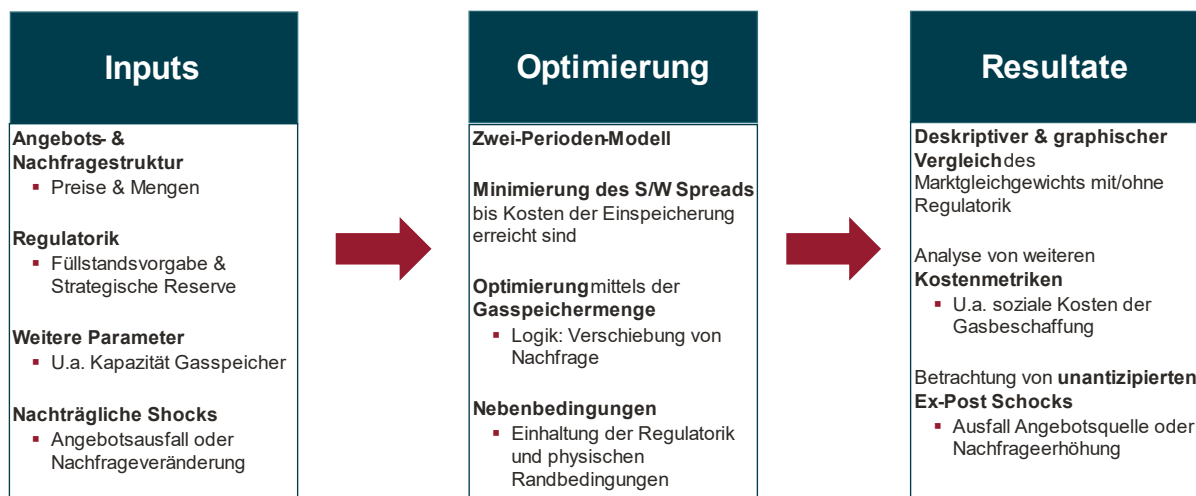 Inputs
Angebots- &
Nachfragestruktur
▪ Preise & Mengen
Regulatorik
▪ Füllstandsvorgabe &
Strategische Reserve
Weitere Parameter
▪ U.a. Kapazität Gasspeicher
Nachträgliche Shocks
▪ Angebotsausfall oder
Nachfrageveränderung
Optimierung
Zwei-Perioden-Modell
Minimierung des S/W Spreads
bis Kosten der Einspeicherung
erreicht sind
Optimierung mittels der
Gasspeichermenge
▪ Logik: Verschiebung von
Nachfrage
Nebenbedingungen
▪ Einhaltung der Regulatorik
und physischen
Randbedingungen
Resultate
Deskriptiver & graphischer
Vergleich des
Marktgleichgewichts mit/ohne
Regulatorik
Analyse von weiteren
Kostenmetriken
▪ U.a. soziale Kosten der
Gasbeschaffung
Betrachtung von unantizipierten
Ex-Post Schocks
▪ Ausfall Angebotsquelle oder
Nachfrageerhöhung